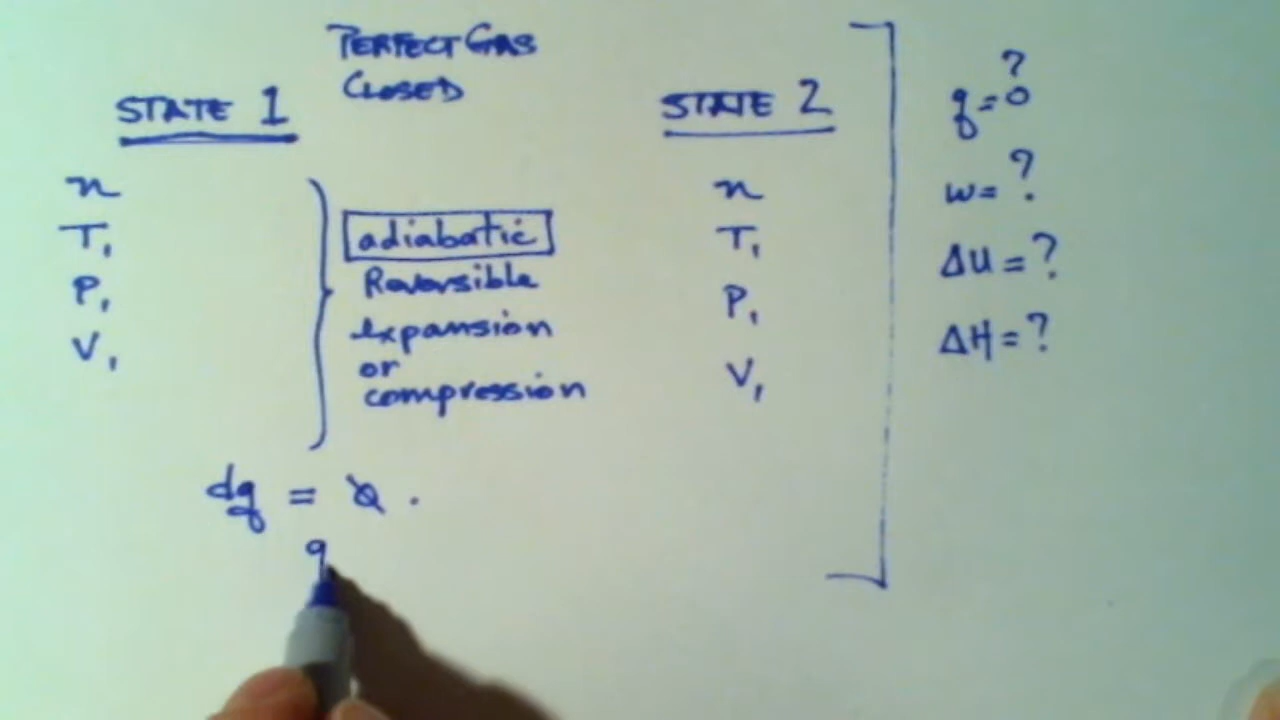 PERFECT GAS
CLOSED
STATE 1
n
T₁
P₁
V₁
adiabatic
Reversible
expansion
or
compression
STATE 2
n
T₁
P₁
V₁
?
q=0
w=?
ΔU=?
ΔH=?
dq = 0.
q